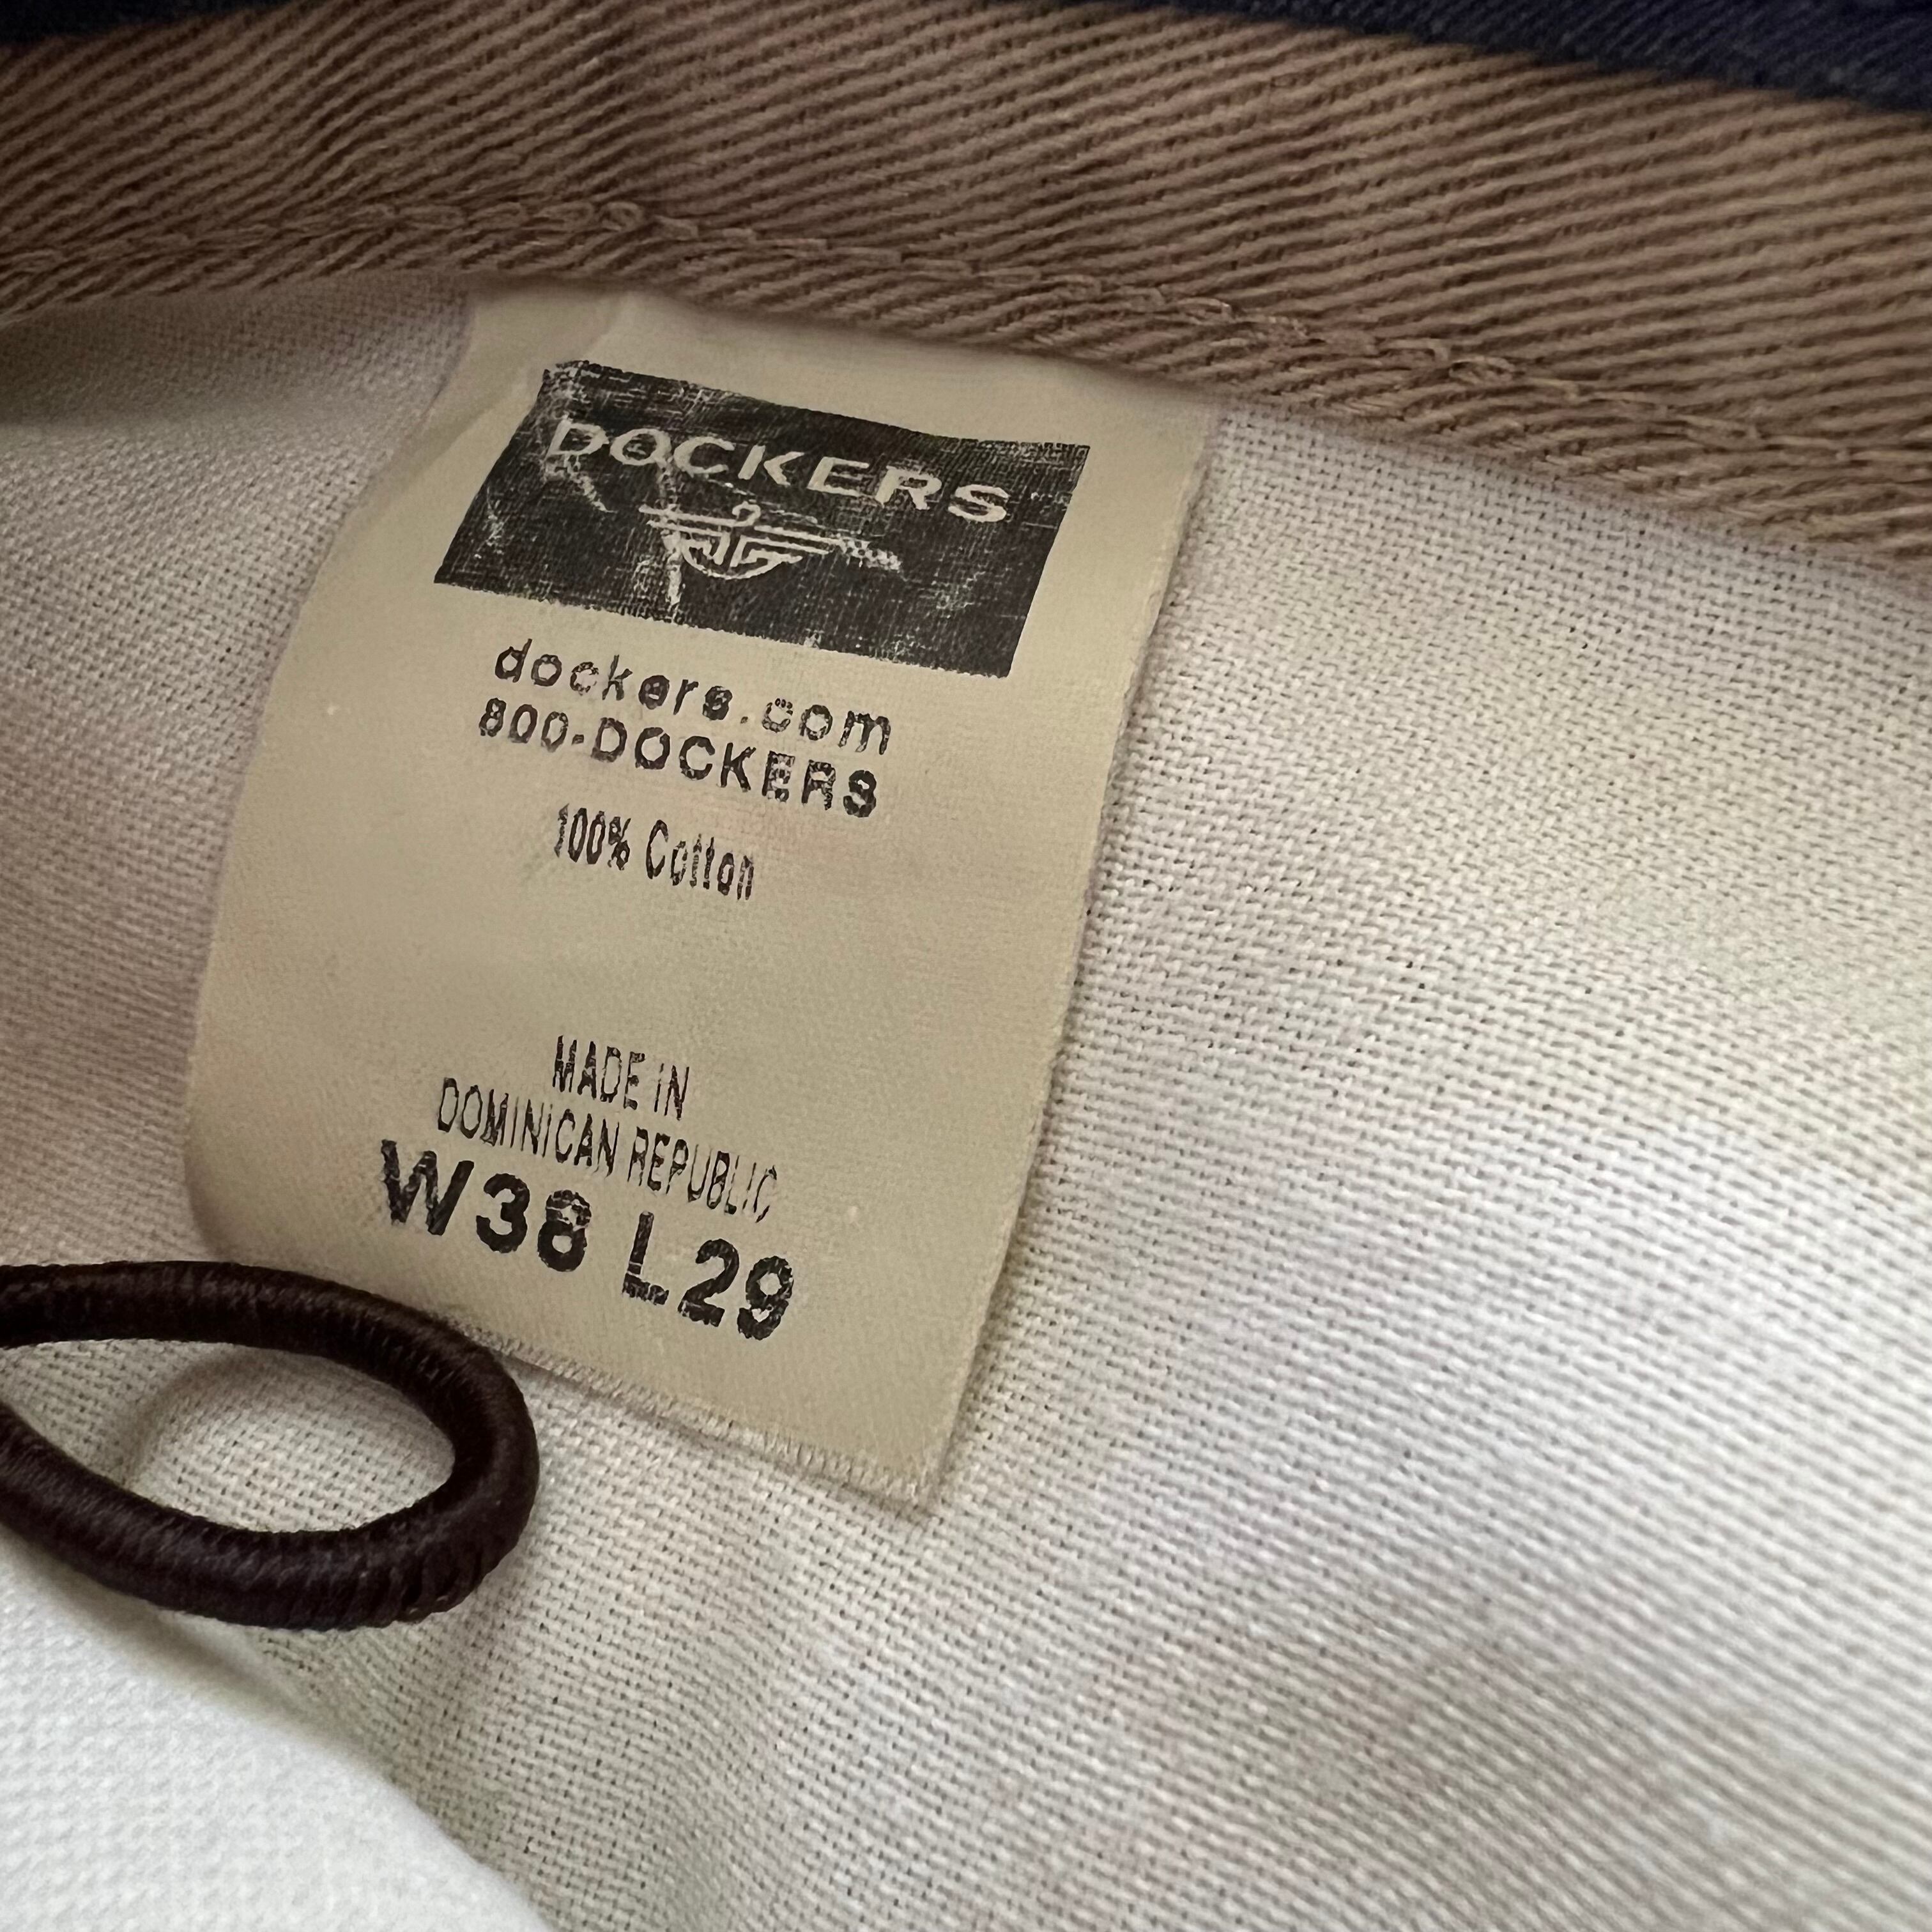 DOCKERS
dockers.com
800-DOCKERS
100% Cotton
MADE IN
DOMINICAN REPUBLIC
W38 L29